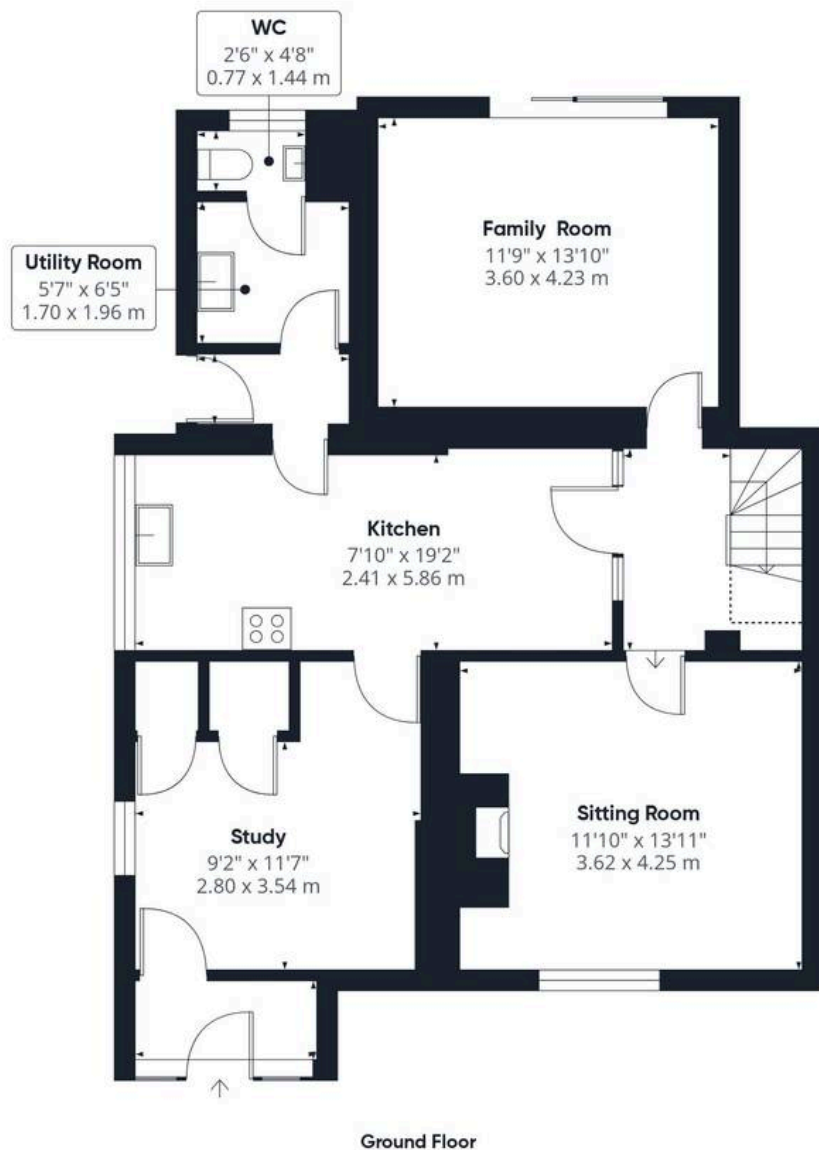 WC
2'6" x 4'8"
0.77 x 1.44 m
Family Room
11'9" x 13'10"
3.60 x 4.23 m
Utility Room
5'7" x 6'5"
1.70 x 1.96 m
Kitchen
7'10" x 19'2"
2.41 x 5.86 m
Study
9'2" x 11'7"
2.80 x 3.54 m
Sitting Room
11'10" x 13'11"
3.62 x 4.25 m
Ground Floor